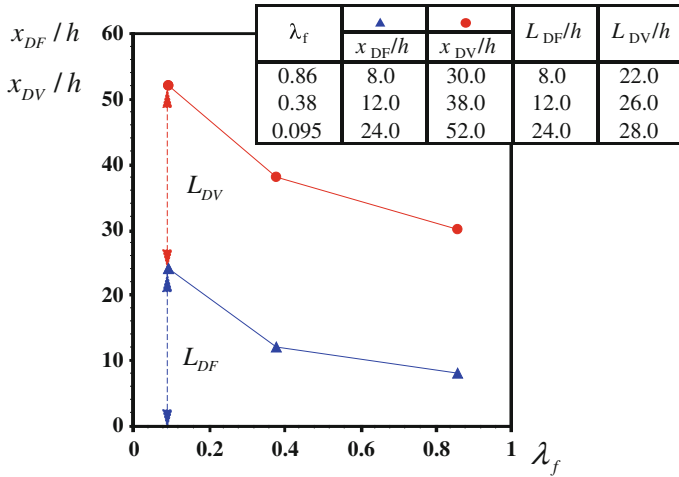 x_DF / h
x_DV / h
60
50
40
30
20
10
0
0 0.2 0.4 0.6 0.8 1
λ_f
L_DV
L_DF
λ_f x_DF/h x_DV/h L_DF/h L_DV/h
0.86 8.0 30.0 8.0 22.0
0.38 12.0 38.0 12.0 26.0
0.095 24.0 52.0 24.0 28.0